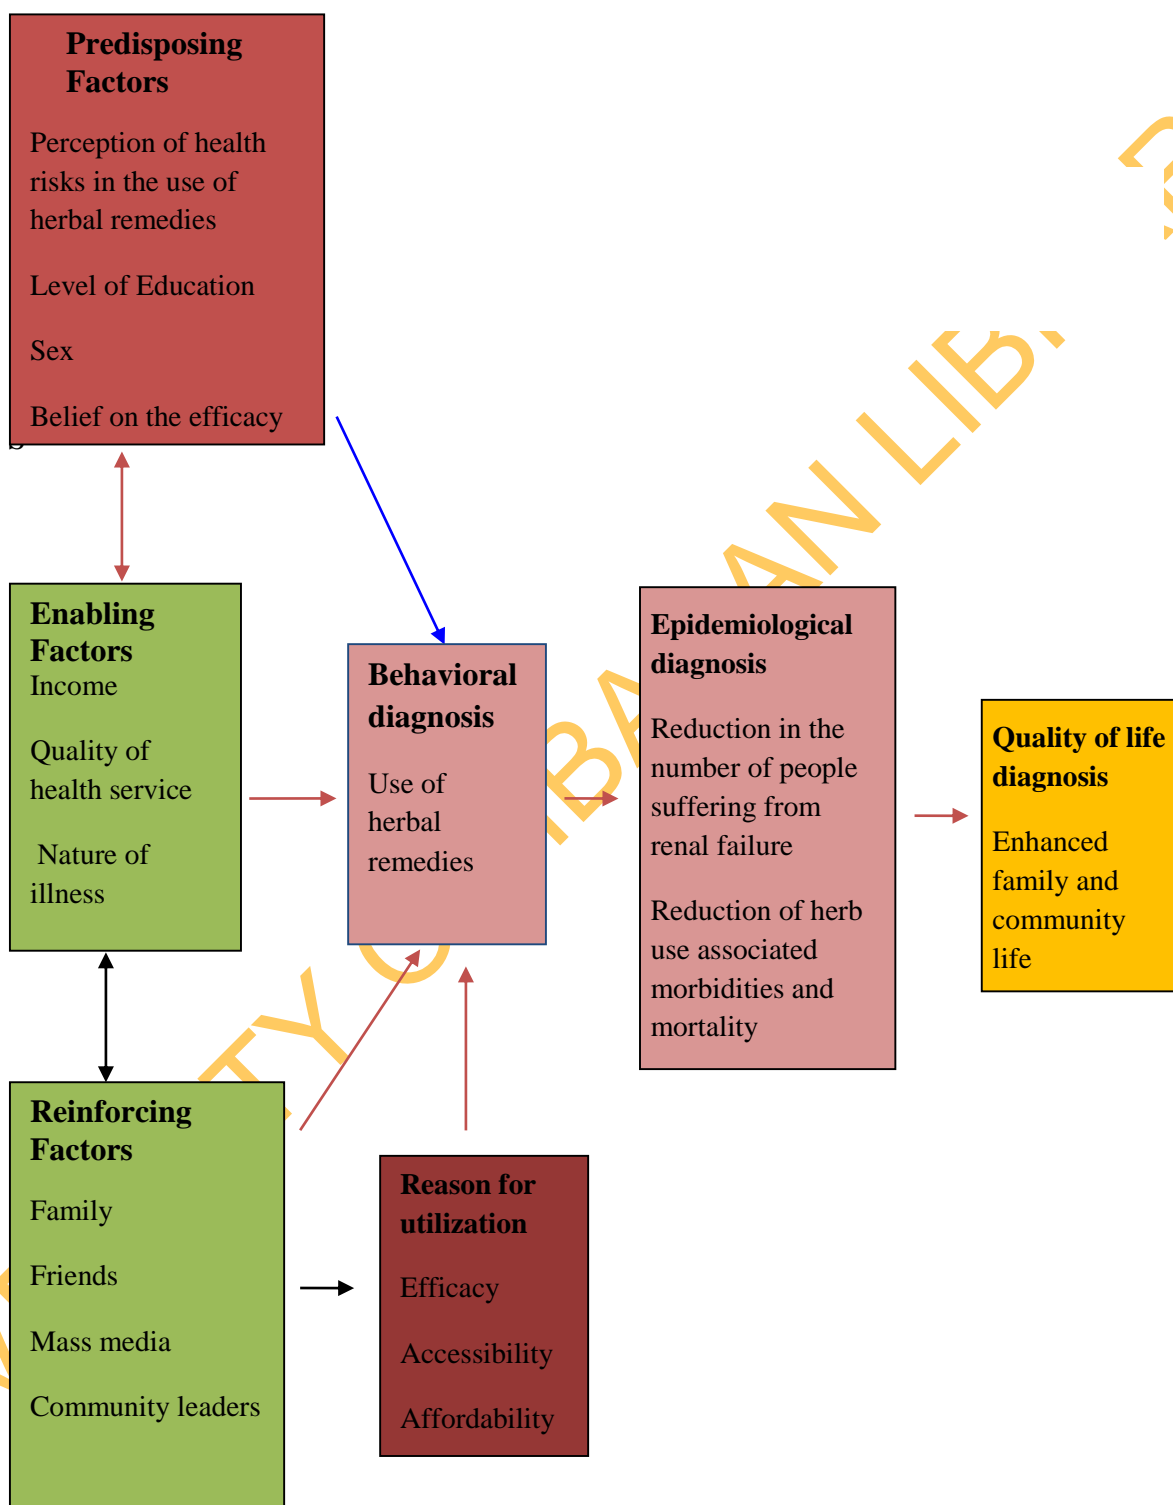 Predisposing
Factors
Perception of health
risks in the use of
herbal remedies
Level of Education
Sex
Belief on the efficacy
Enabling
Factors
Income
Quality of
health service
Nature of
illness
Behavioral
diagnosis
Use of
herbal
remedies
Epidemiological
diagnosis
Reduction in the
number of people
suffering from
renal failure
Reduction of herb
use associated
morbidities and
mortality
Quality of life
diagnosis
Enhanced
family and
community
life
Reinforcing
Factors
Family
Friends
Mass media
Community leaders
Reason for
utilization
Efficacy
Accessibility
Affordability